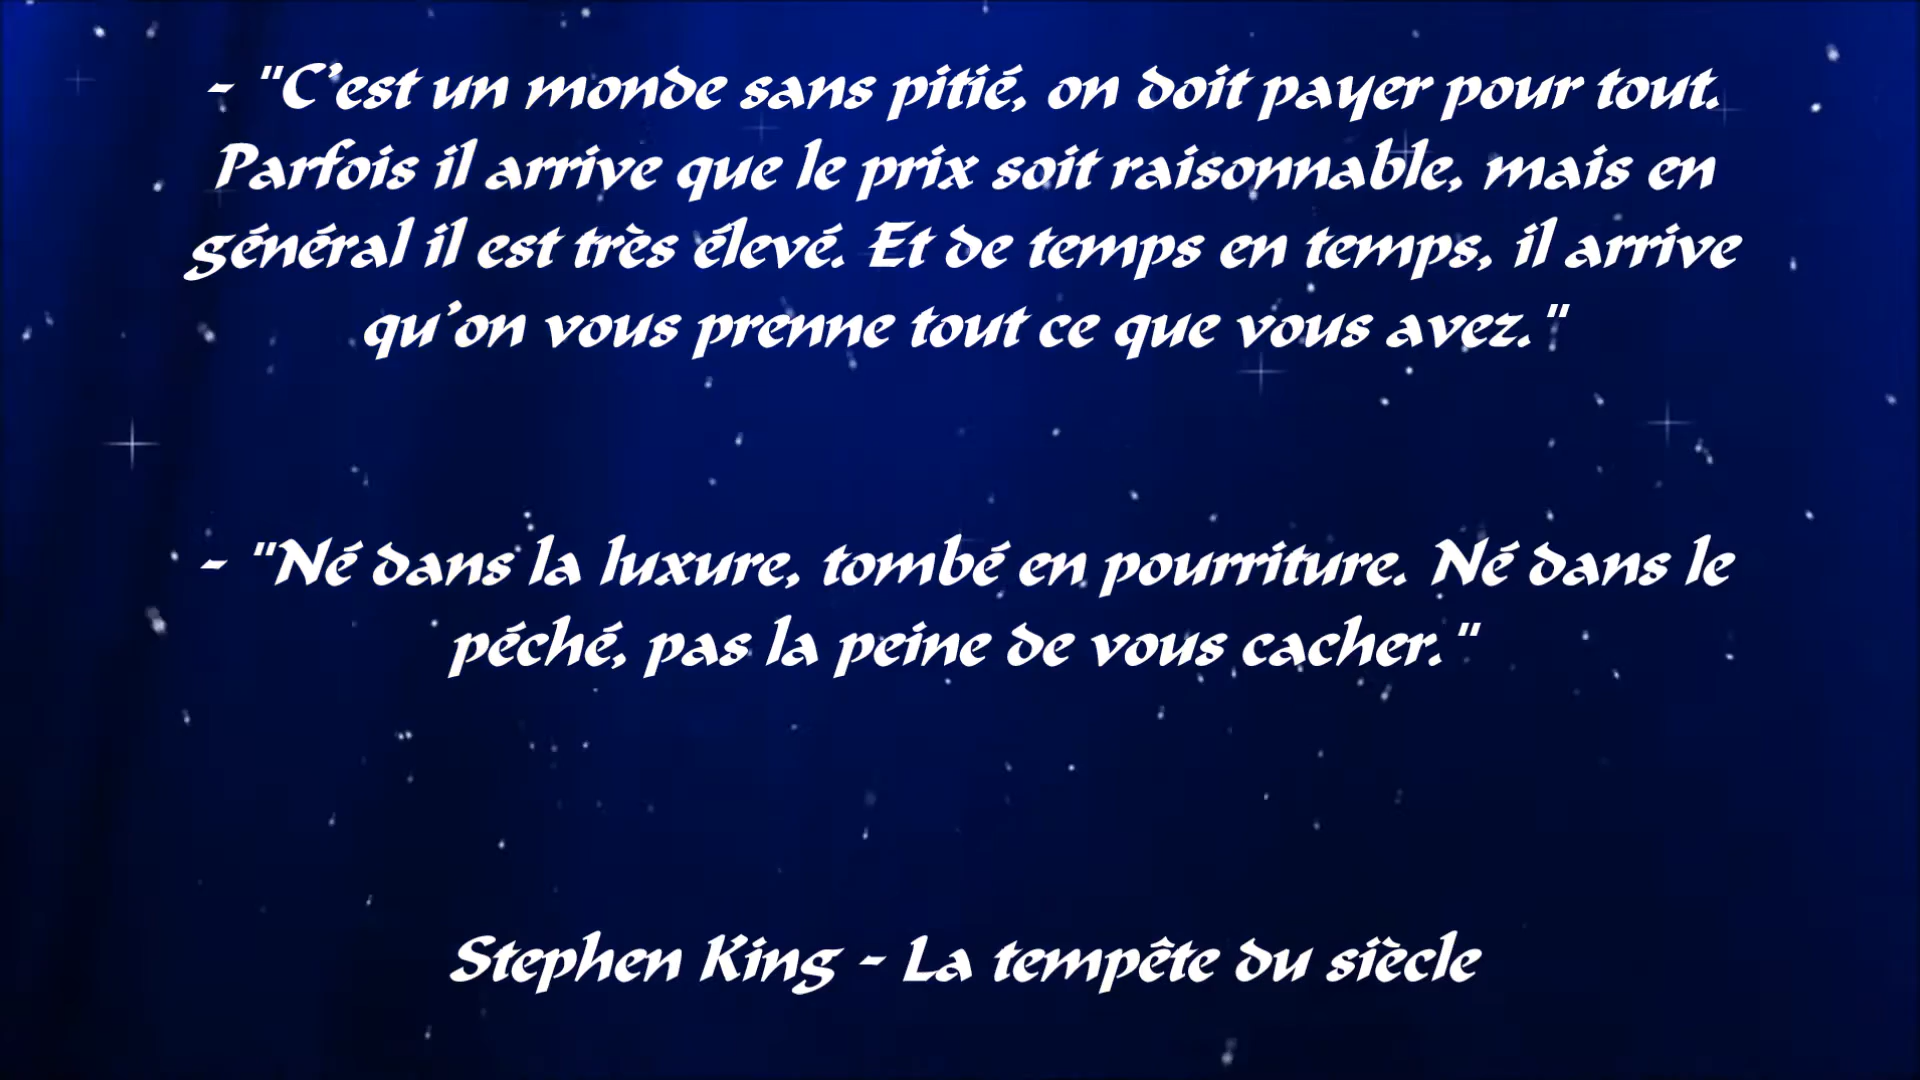 - "C'est un monde sans pitié, on doit payer pour tout.
Parfois il arrive que le prix soit raisonnable, mais en
général il est très élevé. Et de temps en temps, il arrive
qu'on vous prenne tout ce que vous avez."
- "Né dans la luxure, tombé en pourriture. Né dans le
péché, pas la peine de vous cacher."
Stephen King - La tempête du siècle